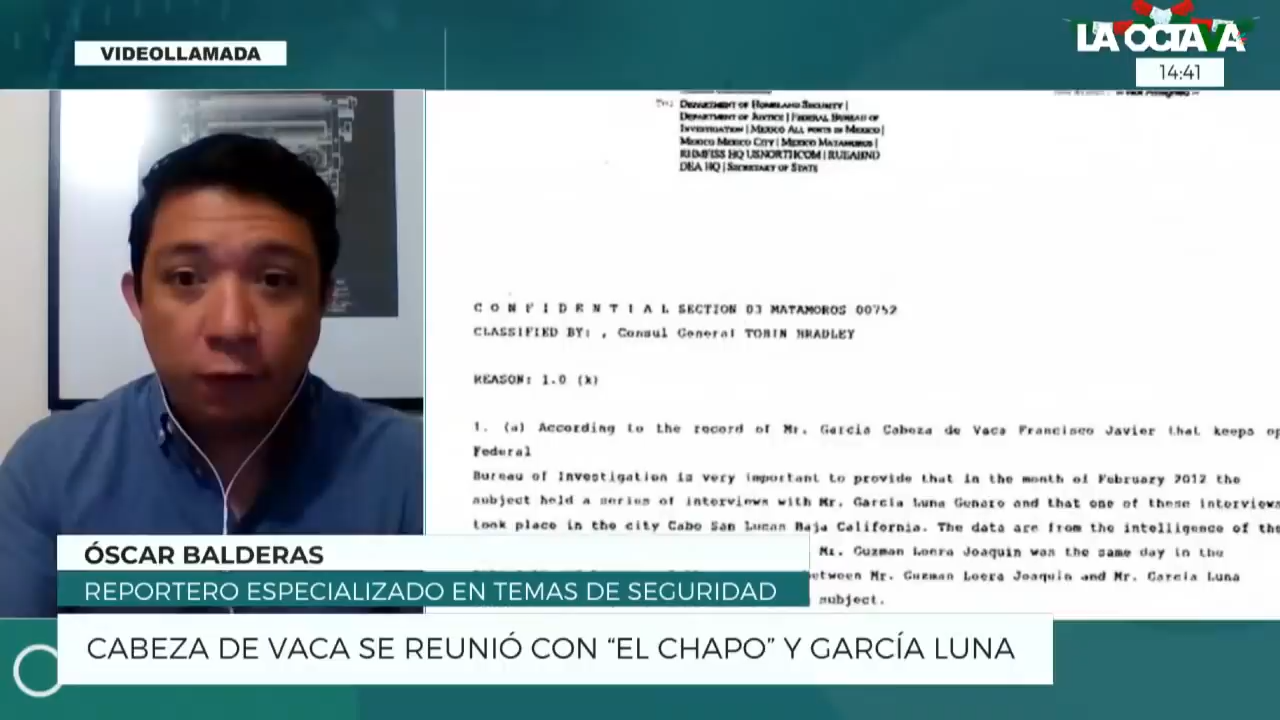 VIDEOLLAMADA
LA OCTAVA
14:41
DEPARTMENT OF HOMELAND SECURITY |
DEPARTMENT OF JUSTICE | FEDERAL BUREAU OF
INVESTIGATION | MEXICO ALL POSTS IN MEXICO |
MEXICO MEXICO CITY | MEXICO MATAMOROS |
HQ USNORTHCOM |
DEA HQ | SECRETARY OF STATE
C O N F I D E N T I A L SECTION 03 MATAMOROS 00752
CLASSIFIED BY: , Consul General TOBIN BRADLEY
REASON: 1.0 (k)
1. (a) According to the record of Mr. Garcia Cabeza de Vaca Francisco Javier that keeps
Federal
Bureau of Investigation is very important to provide that in the month of February 2012 the
subject held a series of interviews with Mr. Garcia Luna Genaro and that one of these interviews
took place in the city Cabo San Lucas Baja California. The data are from the intelligence of the
Mr. Guzman Loera Joaquin was the same day in the
between Mr. Guzman Loera Joaquin and Mr. Garcia Luna
subject.
ÓSCAR BALDERAS
REPORTERO ESPECIALIZADO EN TEMAS DE SEGURIDAD
CABEZA DE VACA SE REUNIÓ CON “EL CHAPO” Y GARCÍA LUNA